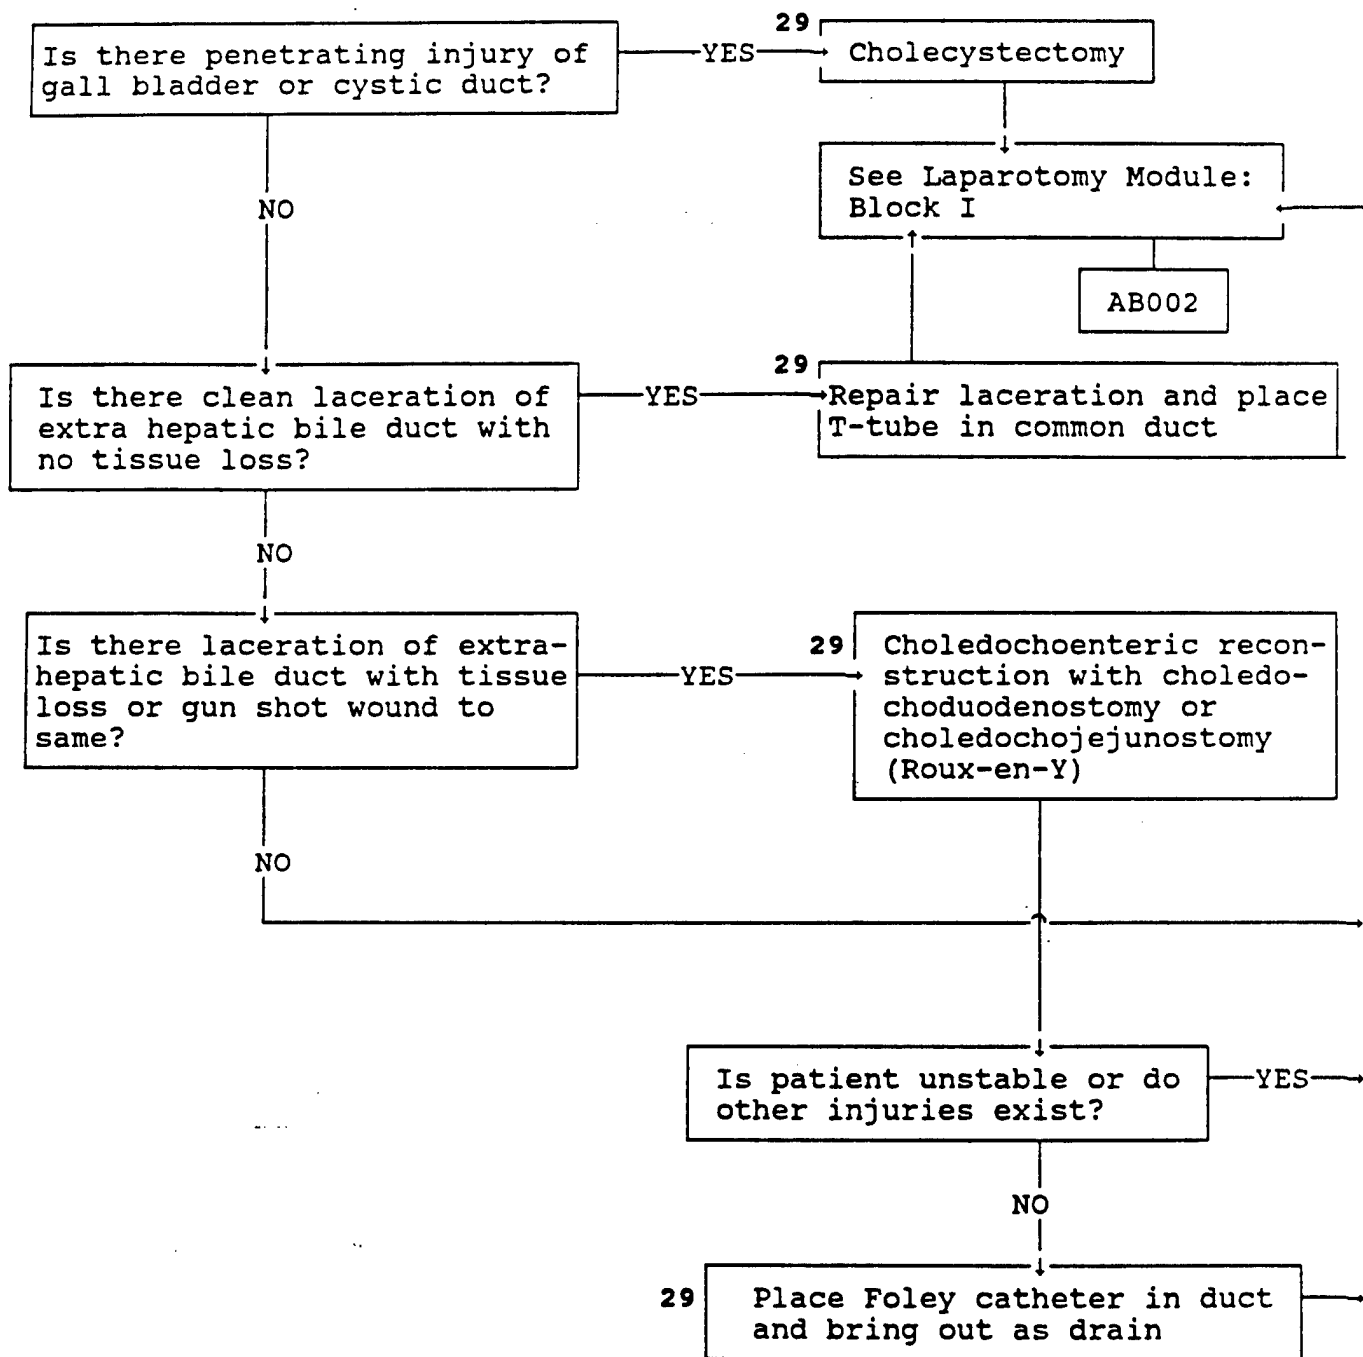 Is there penetrating injury of
gall bladder or cystic duct?
YES
29
Cholecystectomy
NO
See Laparotomy Module:
Block I
AB002
Is there clean laceration of
extra hepatic bile duct with
no tissue loss?
YES
29
Repair laceration and place
T-tube in common duct
NO
Is there laceration of extra-
hepatic bile duct with tissue
loss or gun shot wound to
same?
YES
29
Choledochoenteric recon-
struction with choledo-
choduodenostomy or
choledochojejunostomy
(Roux-en-Y)
NO
Is patient unstable or do
other injuries exist?
YES
NO
29
Place Foley catheter in duct
and bring out as drain